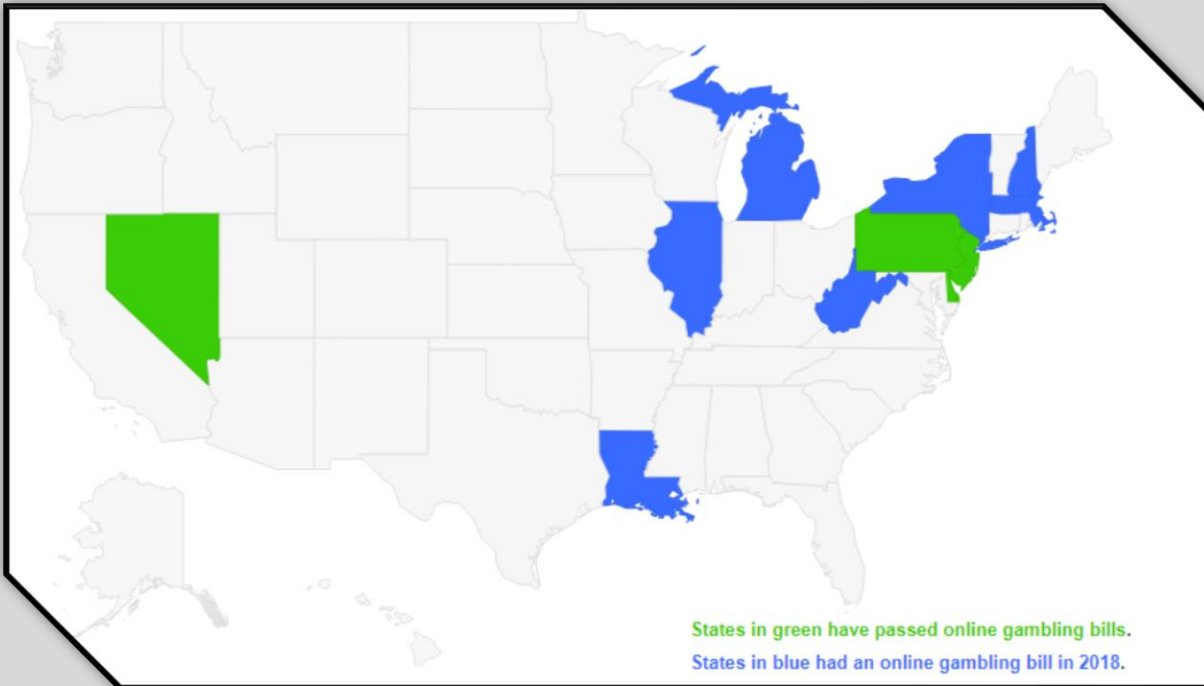 States in green have passed online gambling bills.
States in blue had an online gambling bill in 2018.